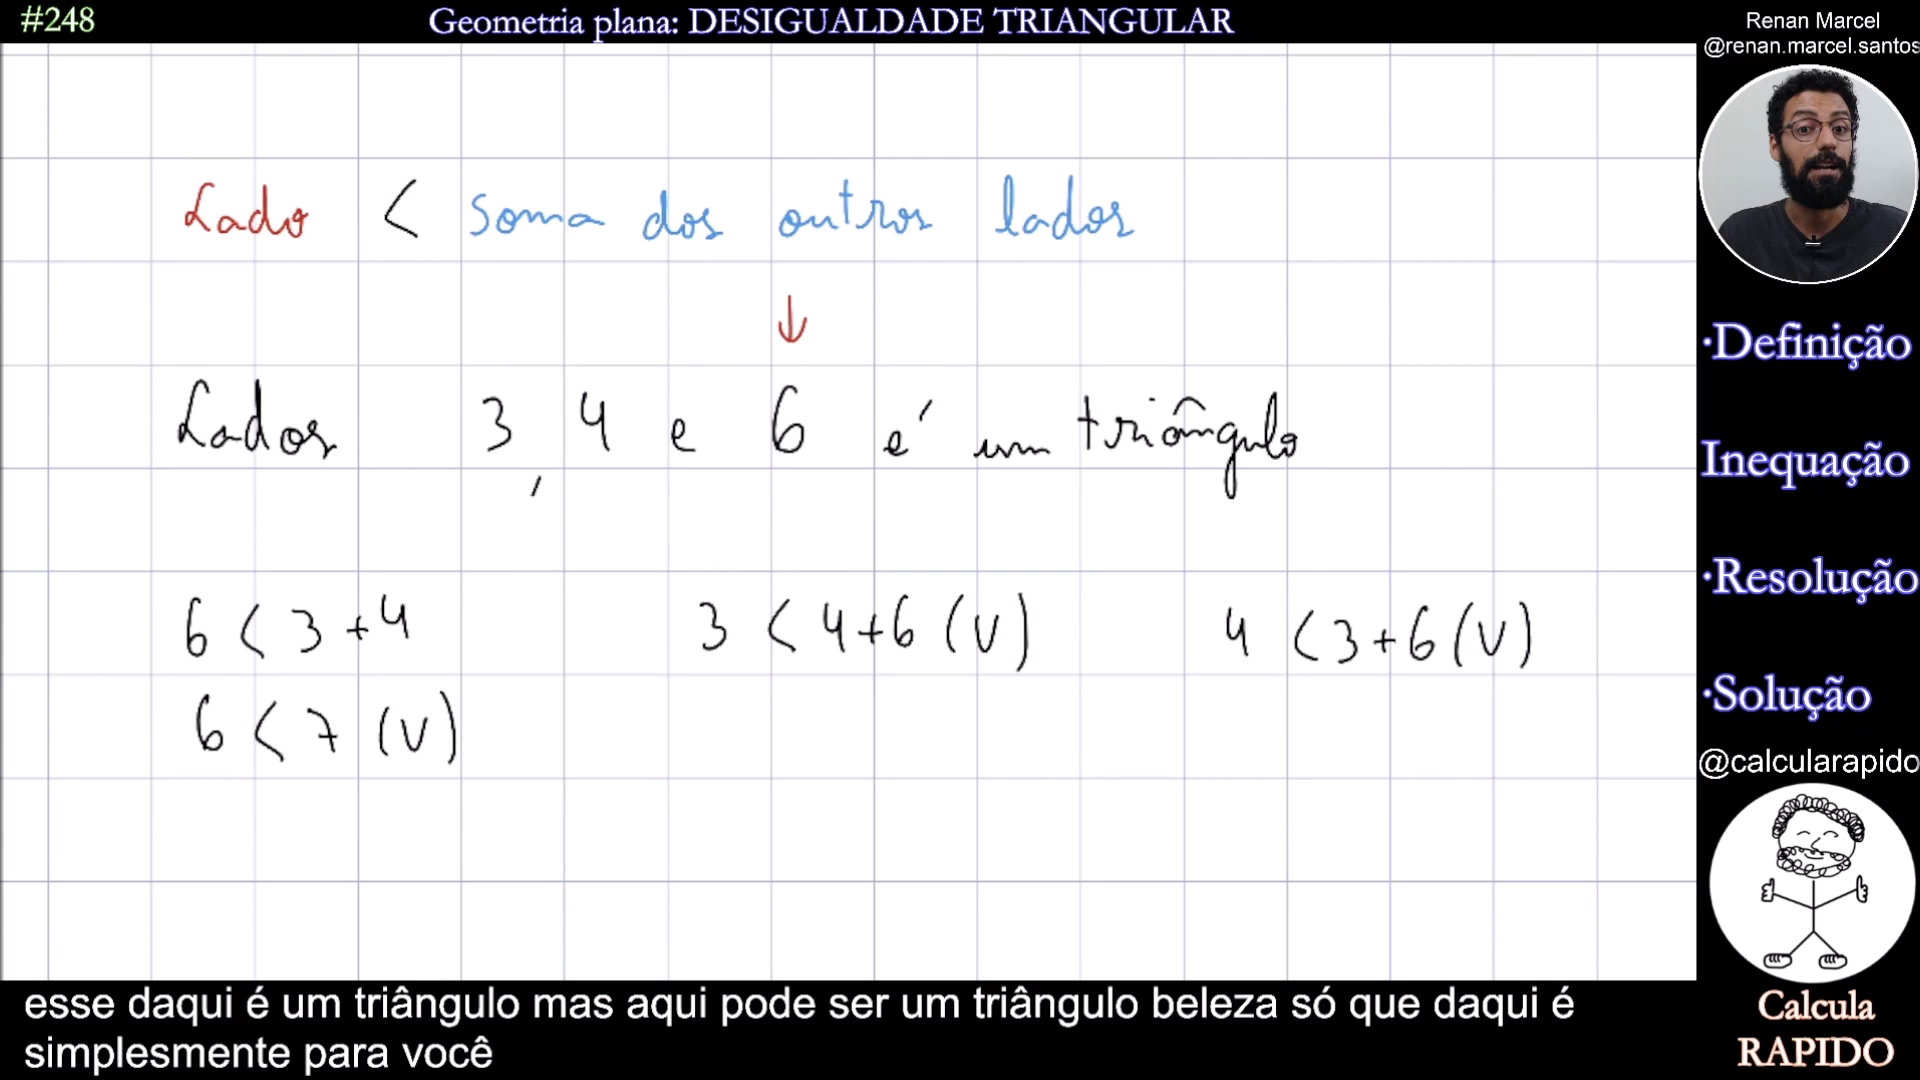 #248
Geometria plana: DESIGUALDADE TRIANGULAR
Renan Marcel
@renan.marcel.santos
Lado < soma dos outros lados
↓
Lados 3, 4 e 6 é um triângulo
6 < 3 + 4
3 < 4+6 (V)
4 < 3+6 (V)
6 < 7 (V)
·Definição
Inequação
·Resolução
·Solução
@calcularapido
Calcula
RAPIDO
esse daqui é um triângulo mas aqui pode ser um triângulo beleza só que daqui é
simplesmente para você